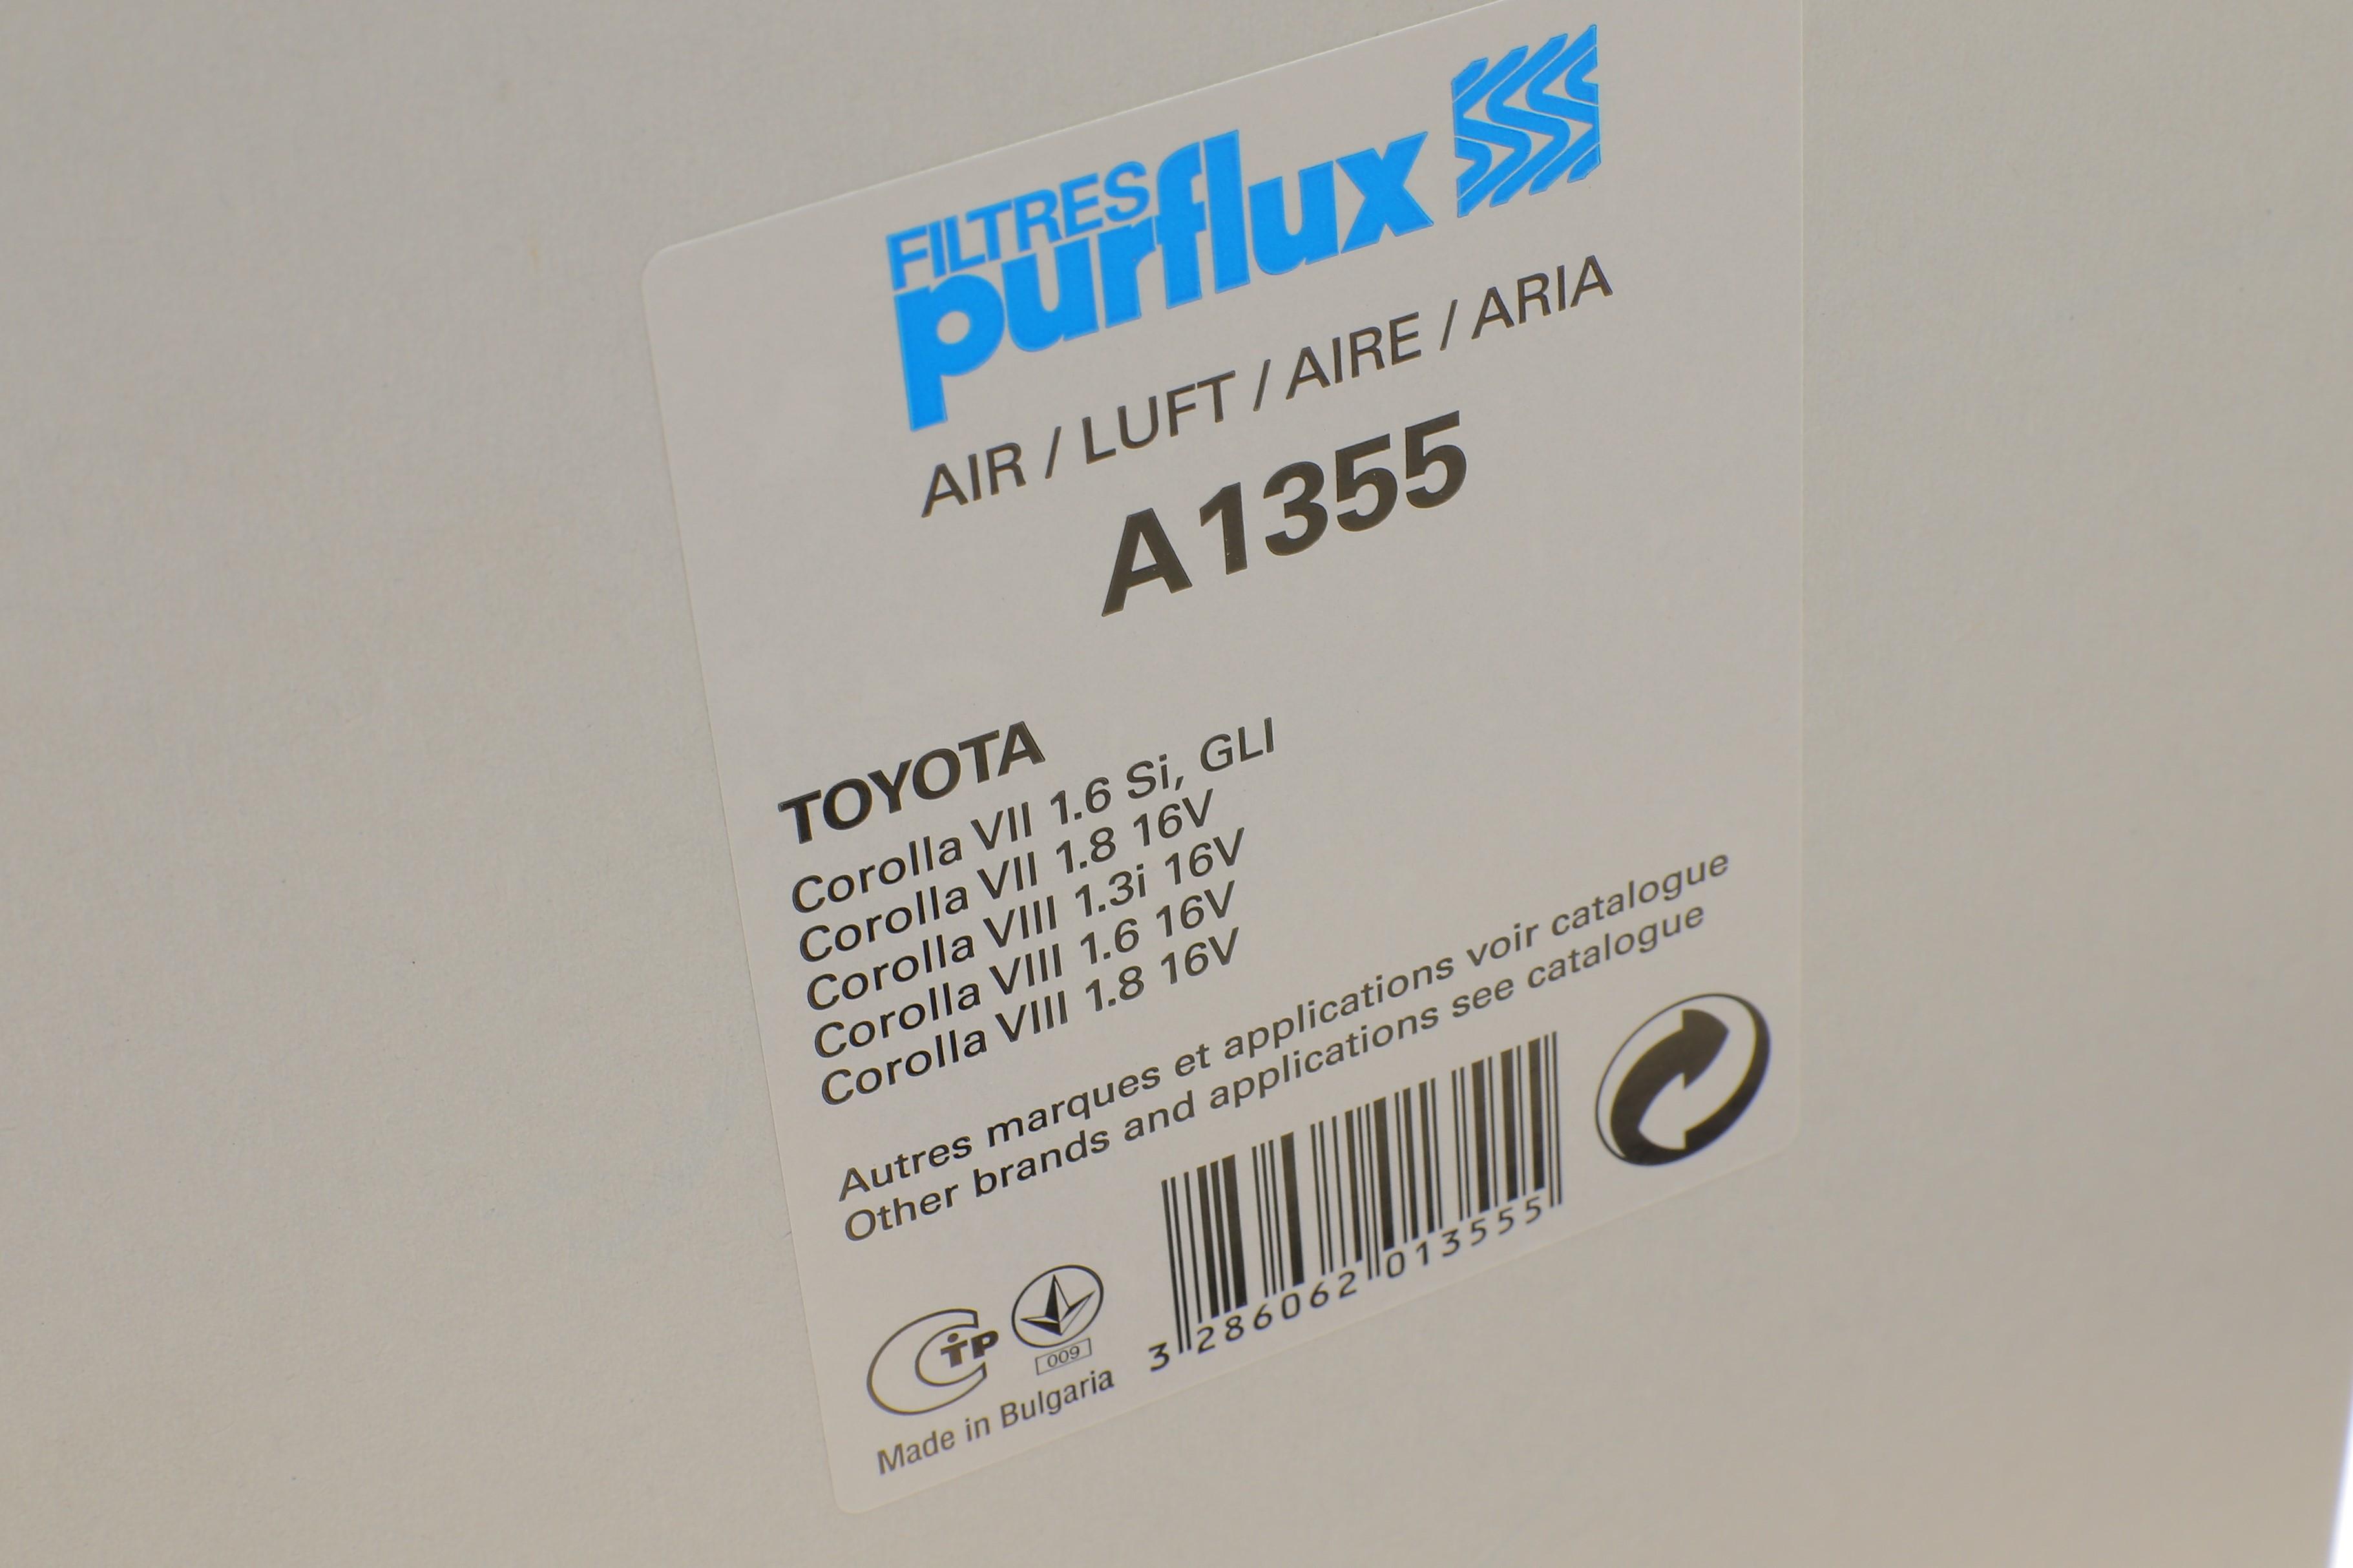 FILTRES
purflux
AIR / LUFT / AIRE / ARIA
A1355
TOYOTA
Corolla VII 1.6 Si, GLI
Corolla VII 1.8 16V
Corolla VIII 1.3i 16V
Corolla VIII 1.6 16V
Corolla VIII 1.8 16V
Autres marques et applications voir catalogue
Other brands and applications see catalogue
CTP
009
3 286062 013555
Made in Bulgaria